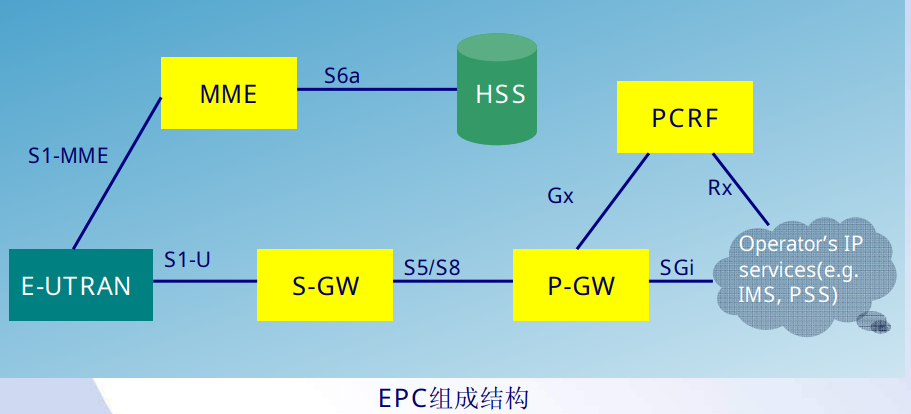 MME
S6a
HSS
PCRF
S1-MME
Gx
Rx
E-UTRAN
S1-U
S-GW
S5/S8
P-GW
SGi
Operator’s IP
services(e.g.
IMS, PSS)
EPC组成结构